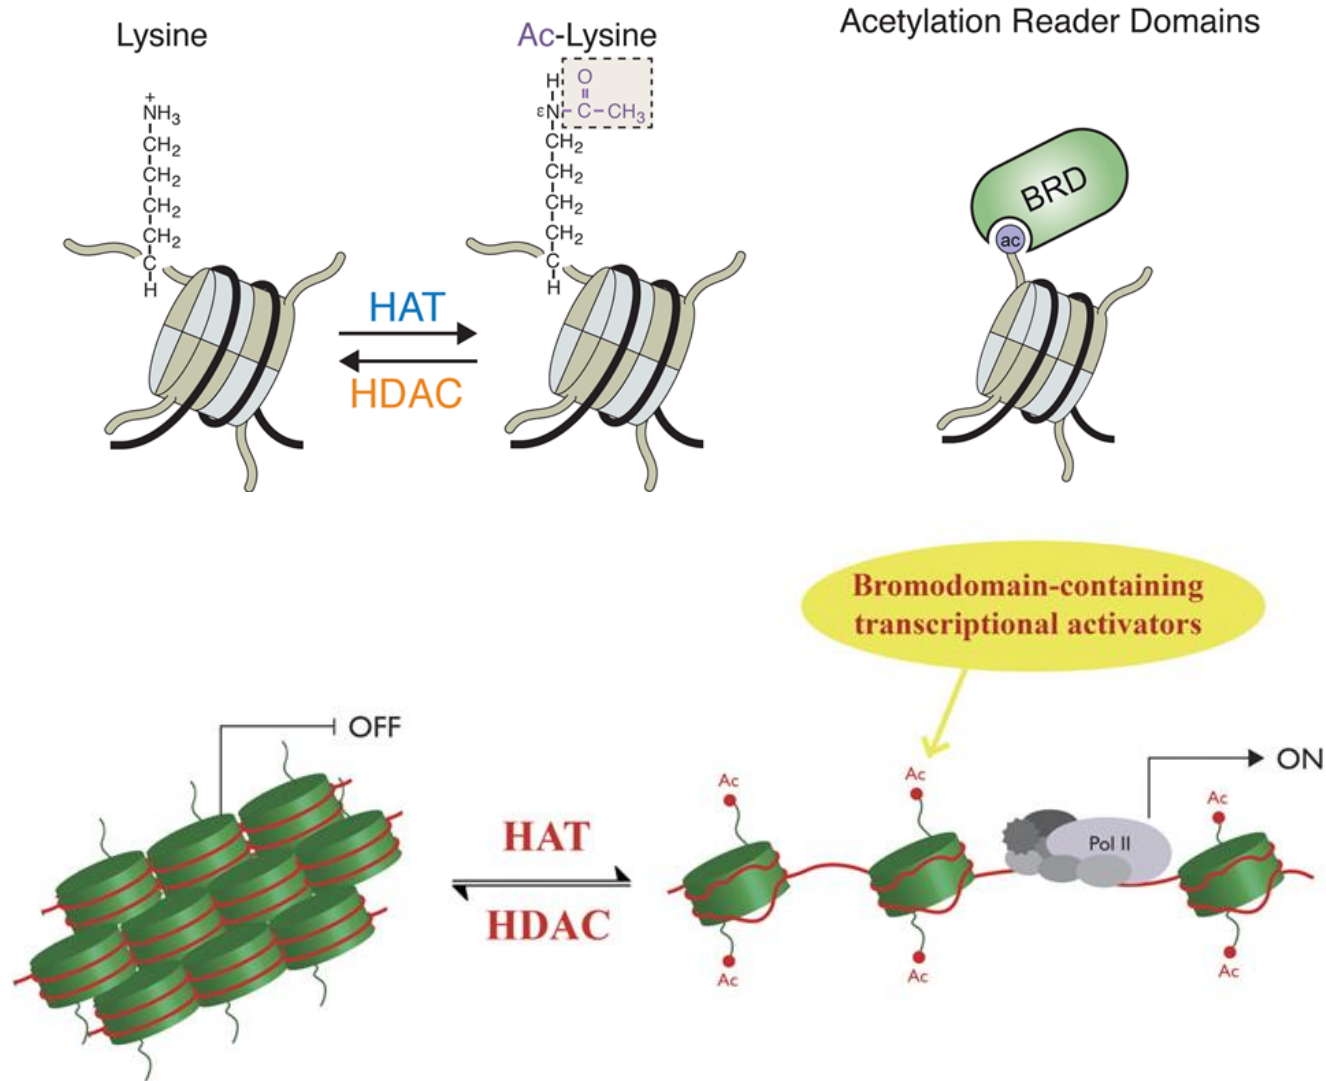 Lysine
Ac-Lysine
Acetylation Reader Domains
+
NH3
CH2
CH2
CH2
CH2
C
H
H
O
εN-C-CH3
CH2
CH2
CH2
CH2
C
H
BRD
ac
HAT
HDAC
Bromodomain-containing
transcriptional activators
OFF
HAT
HDAC
Ac
Ac
Ac
Pol II
ON
Ac
Ac
Ac